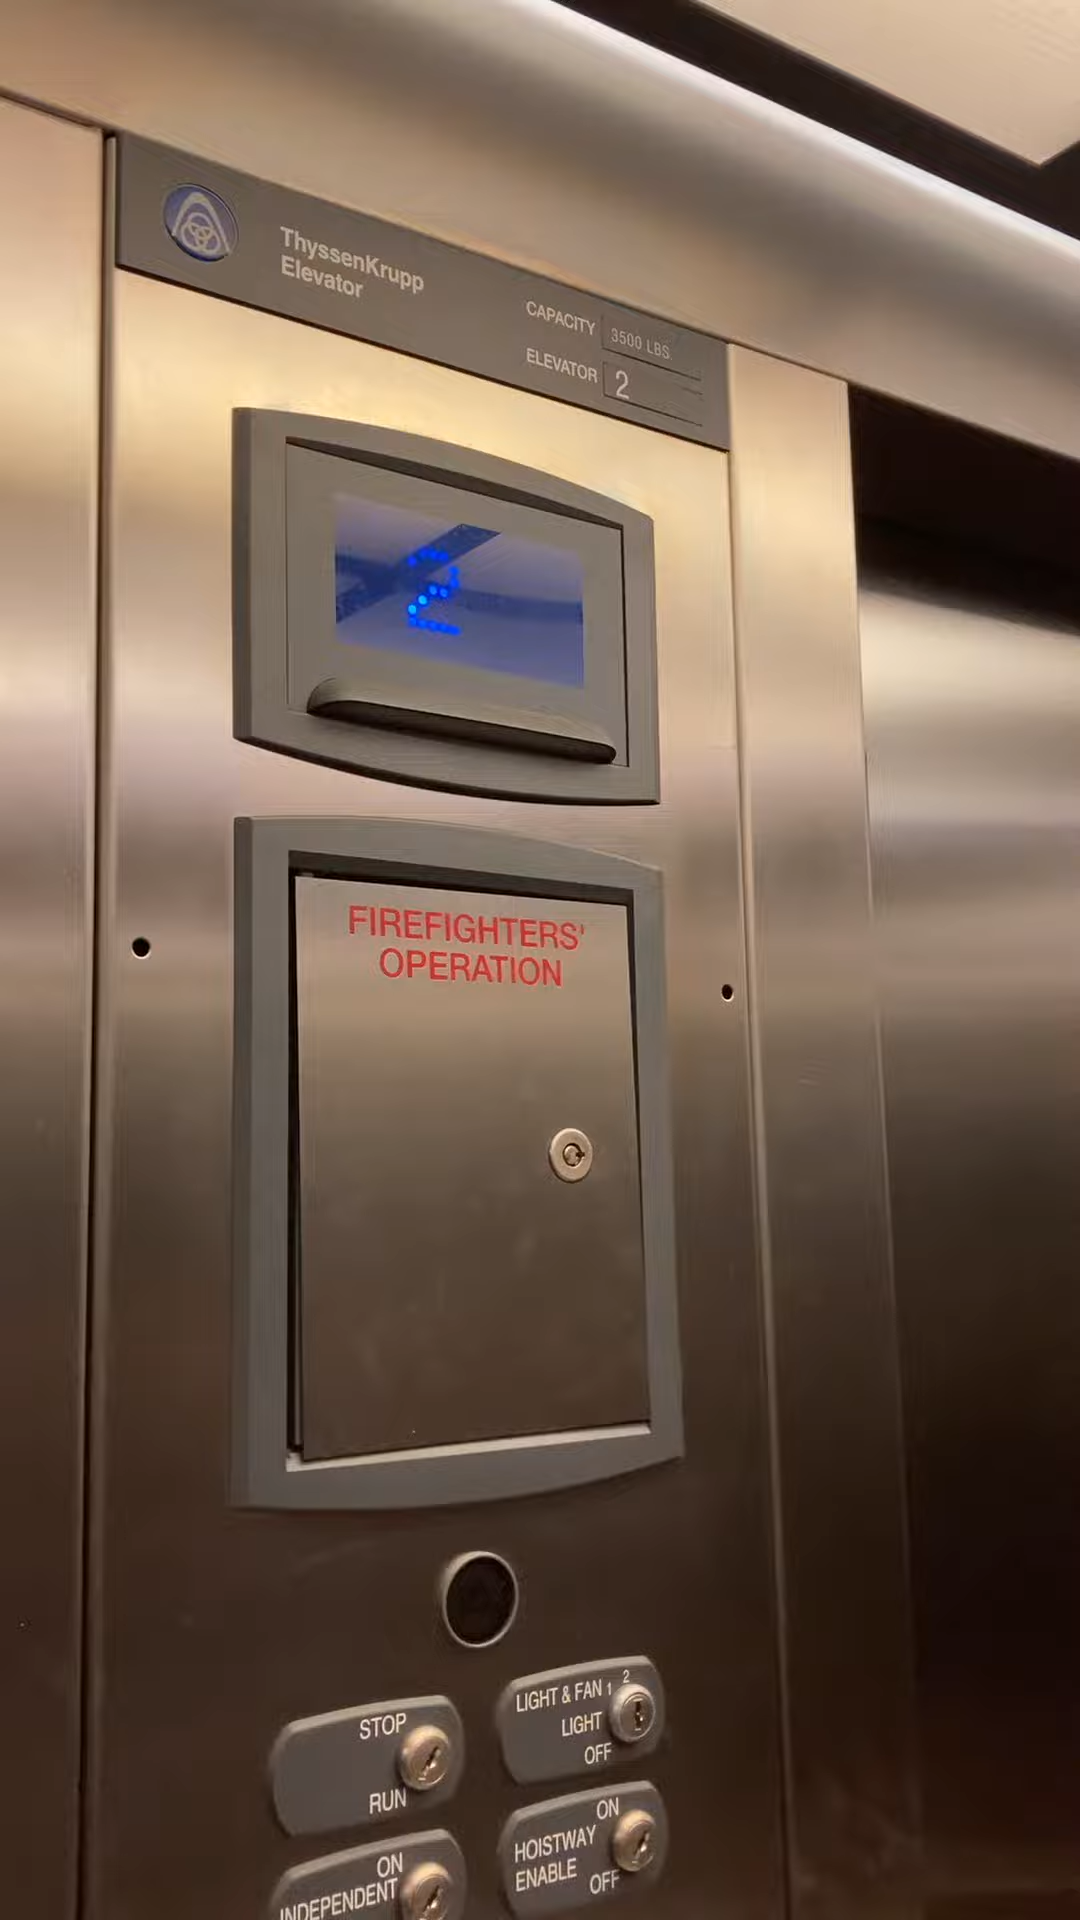 ThyssenKrupp
Elevator
CAPACITY 3500 LBS.
ELEVATOR 2
2
FIREFIGHTERS'
OPERATION
STOP
RUN
LIGHT & FAN 1 2
LIGHT
OFF
ON
HOISTWAY
ENABLE
OFF
ON
INDEPENDENT